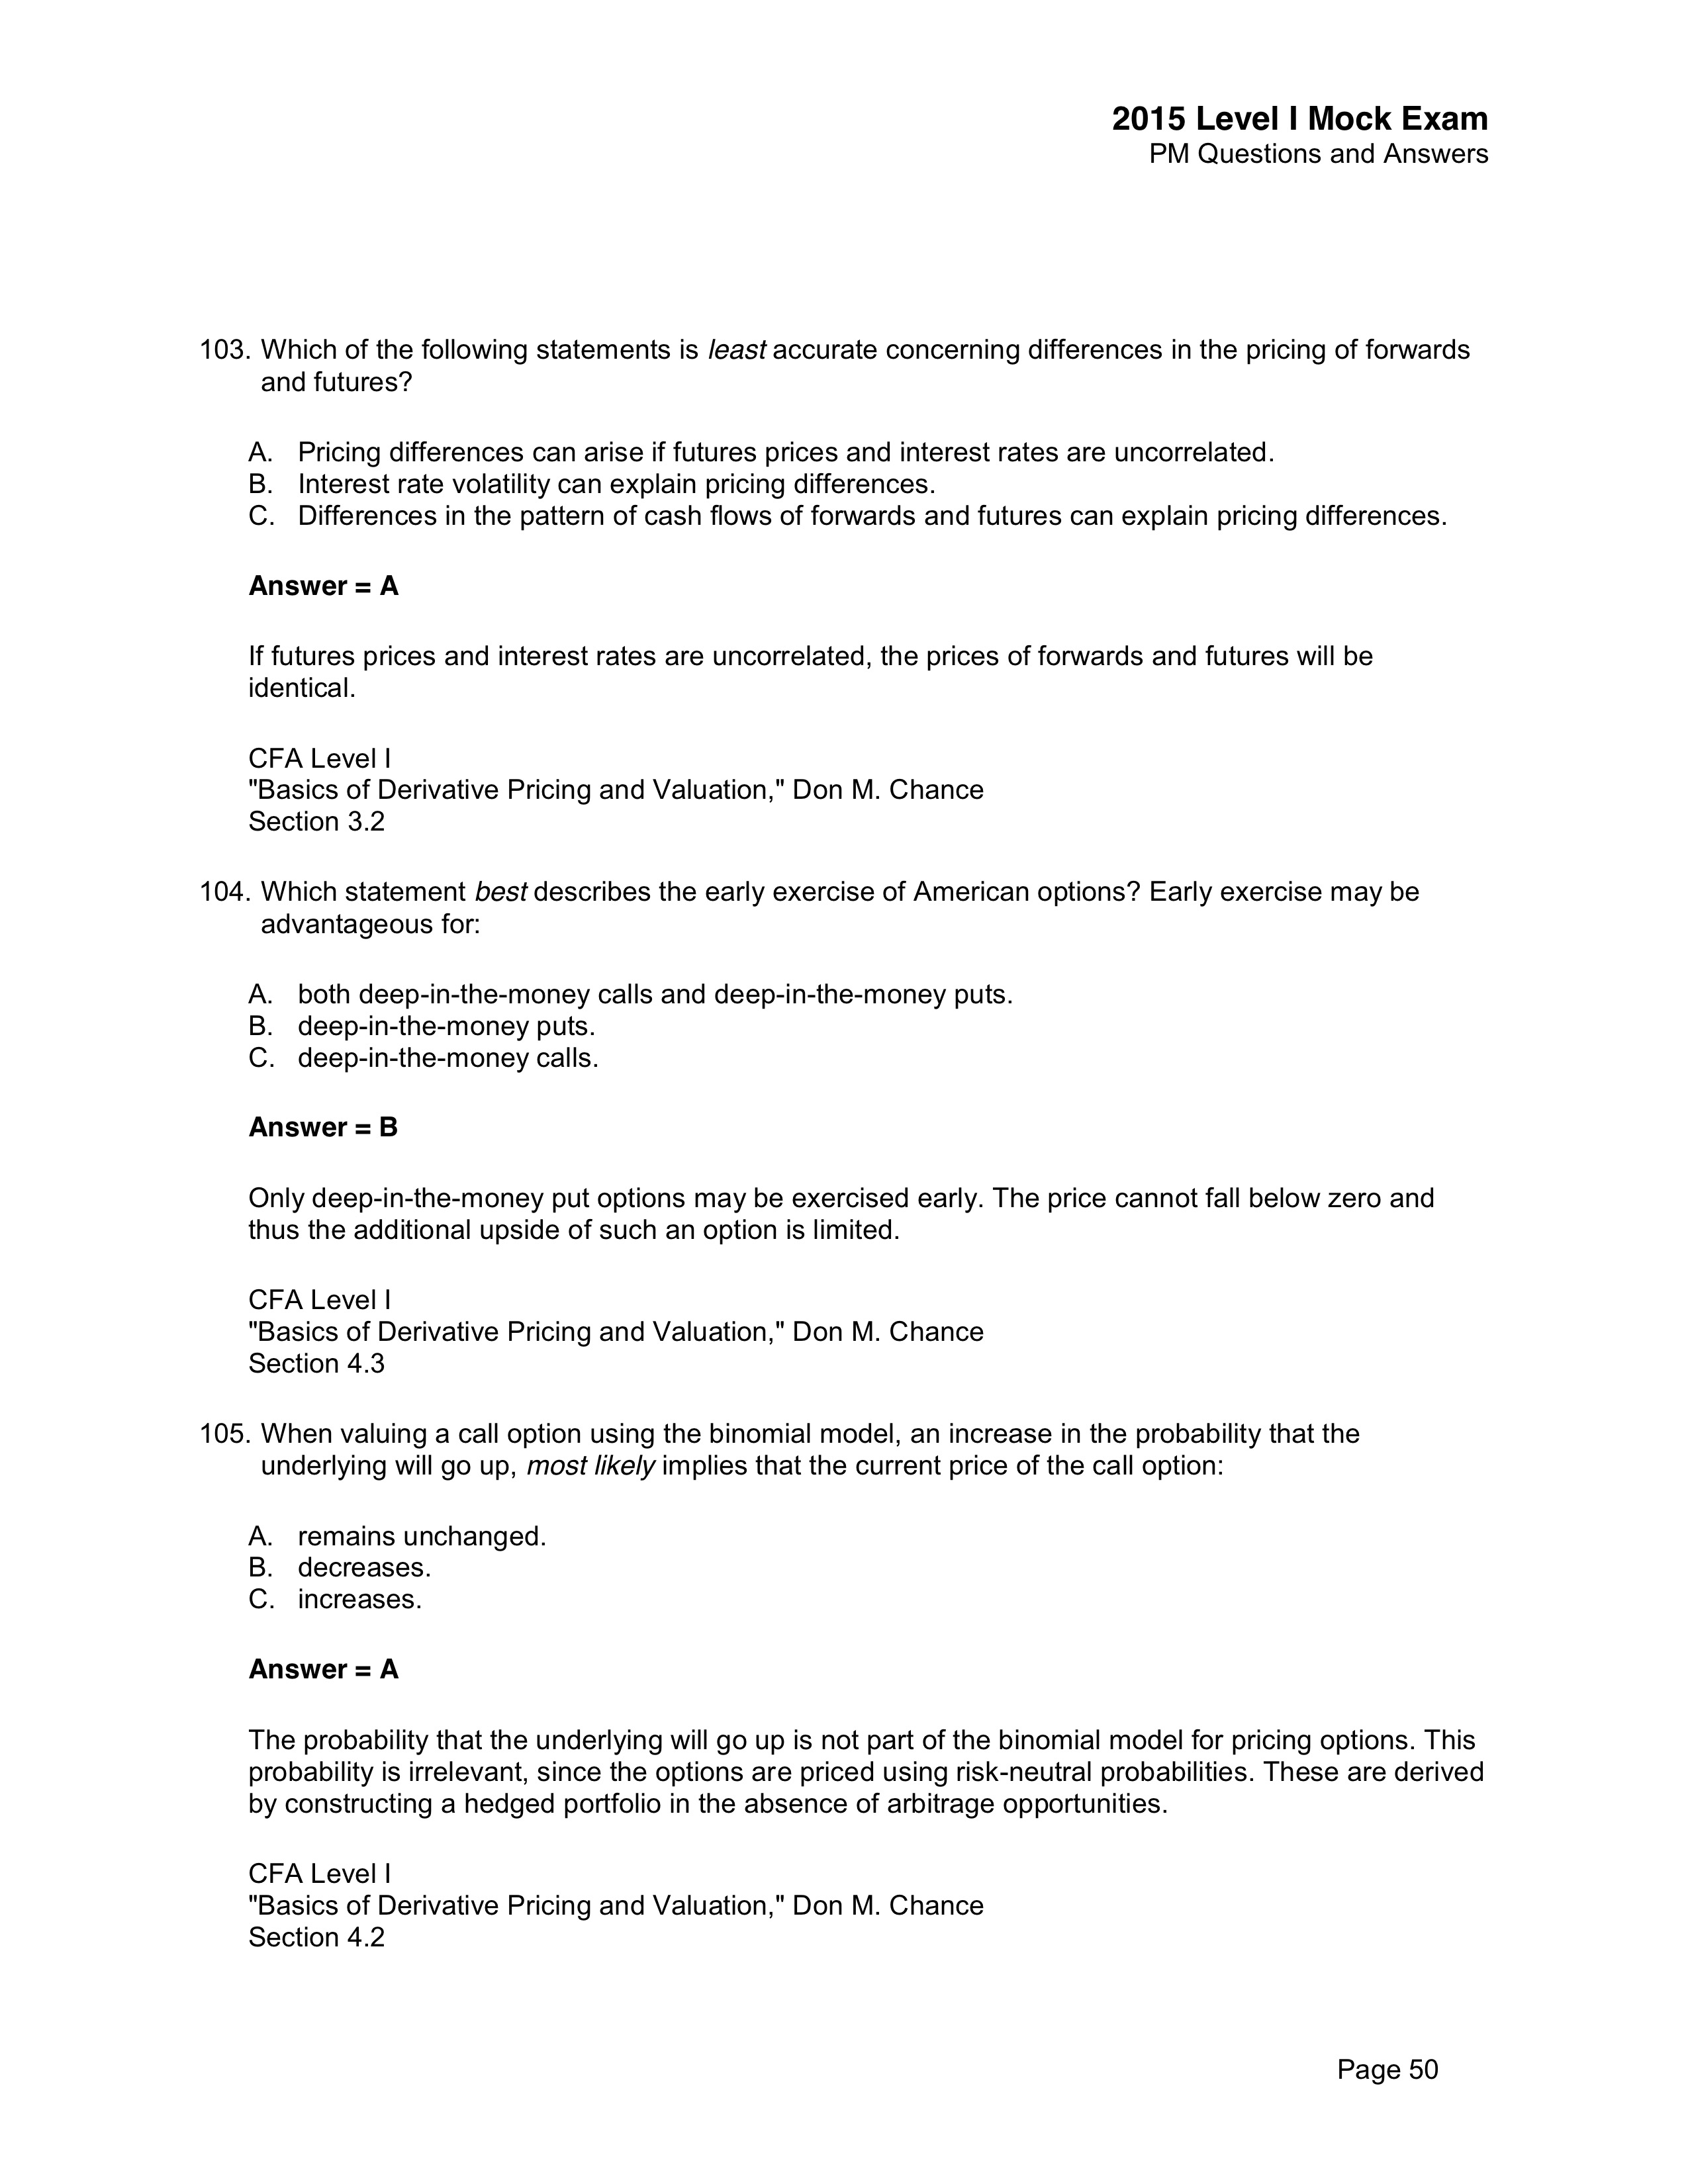 2015 Level I Mock Exam
PM Questions and Answers
103. Which of the following statements is least accurate concerning differences in the pricing of forwards
and futures?
A. Pricing differences can arise if futures prices and interest rates are uncorrelated.
B. Interest rate volatility can explain pricing differences.
C. Differences in the pattern of cash flows of forwards and futures can explain pricing differences.
Answer = A
If futures prices and interest rates are uncorrelated, the prices of forwards and futures will be
identical.
CFA Level I
"Basics of Derivative Pricing and Valuation," Don M. Chance
Section 3.2
104. Which statement best describes the early exercise of American options? Early exercise may be
advantageous for:
A. both deep-in-the-money calls and deep-in-the-money puts.
B. deep-in-the-money puts.
C. deep-in-the-money calls.
Answer = B
Only deep-in-the-money put options may be exercised early. The price cannot fall below zero and
thus the additional upside of such an option is limited.
CFA Level I
"Basics of Derivative Pricing and Valuation," Don M. Chance
Section 4.3
105. When valuing a call option using the binomial model, an increase in the probability that the
underlying will go up, most likely implies that the current price of the call option:
A. remains unchanged.
B. decreases.
C. increases.
Answer = A
The probability that the underlying will go up is not part of the binomial model for pricing options. This
probability is irrelevant, since the options are priced using risk-neutral probabilities. These are derived
by constructing a hedged portfolio in the absence of arbitrage opportunities.
CFA Level I
"Basics of Derivative Pricing and Valuation," Don M. Chance
Section 4.2
Page 50